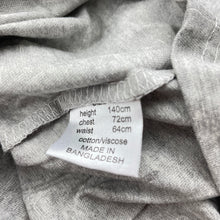 height 140cm
chest 72cm
waist 64cm
cotton/viscose
MADE IN
BANGLADESH